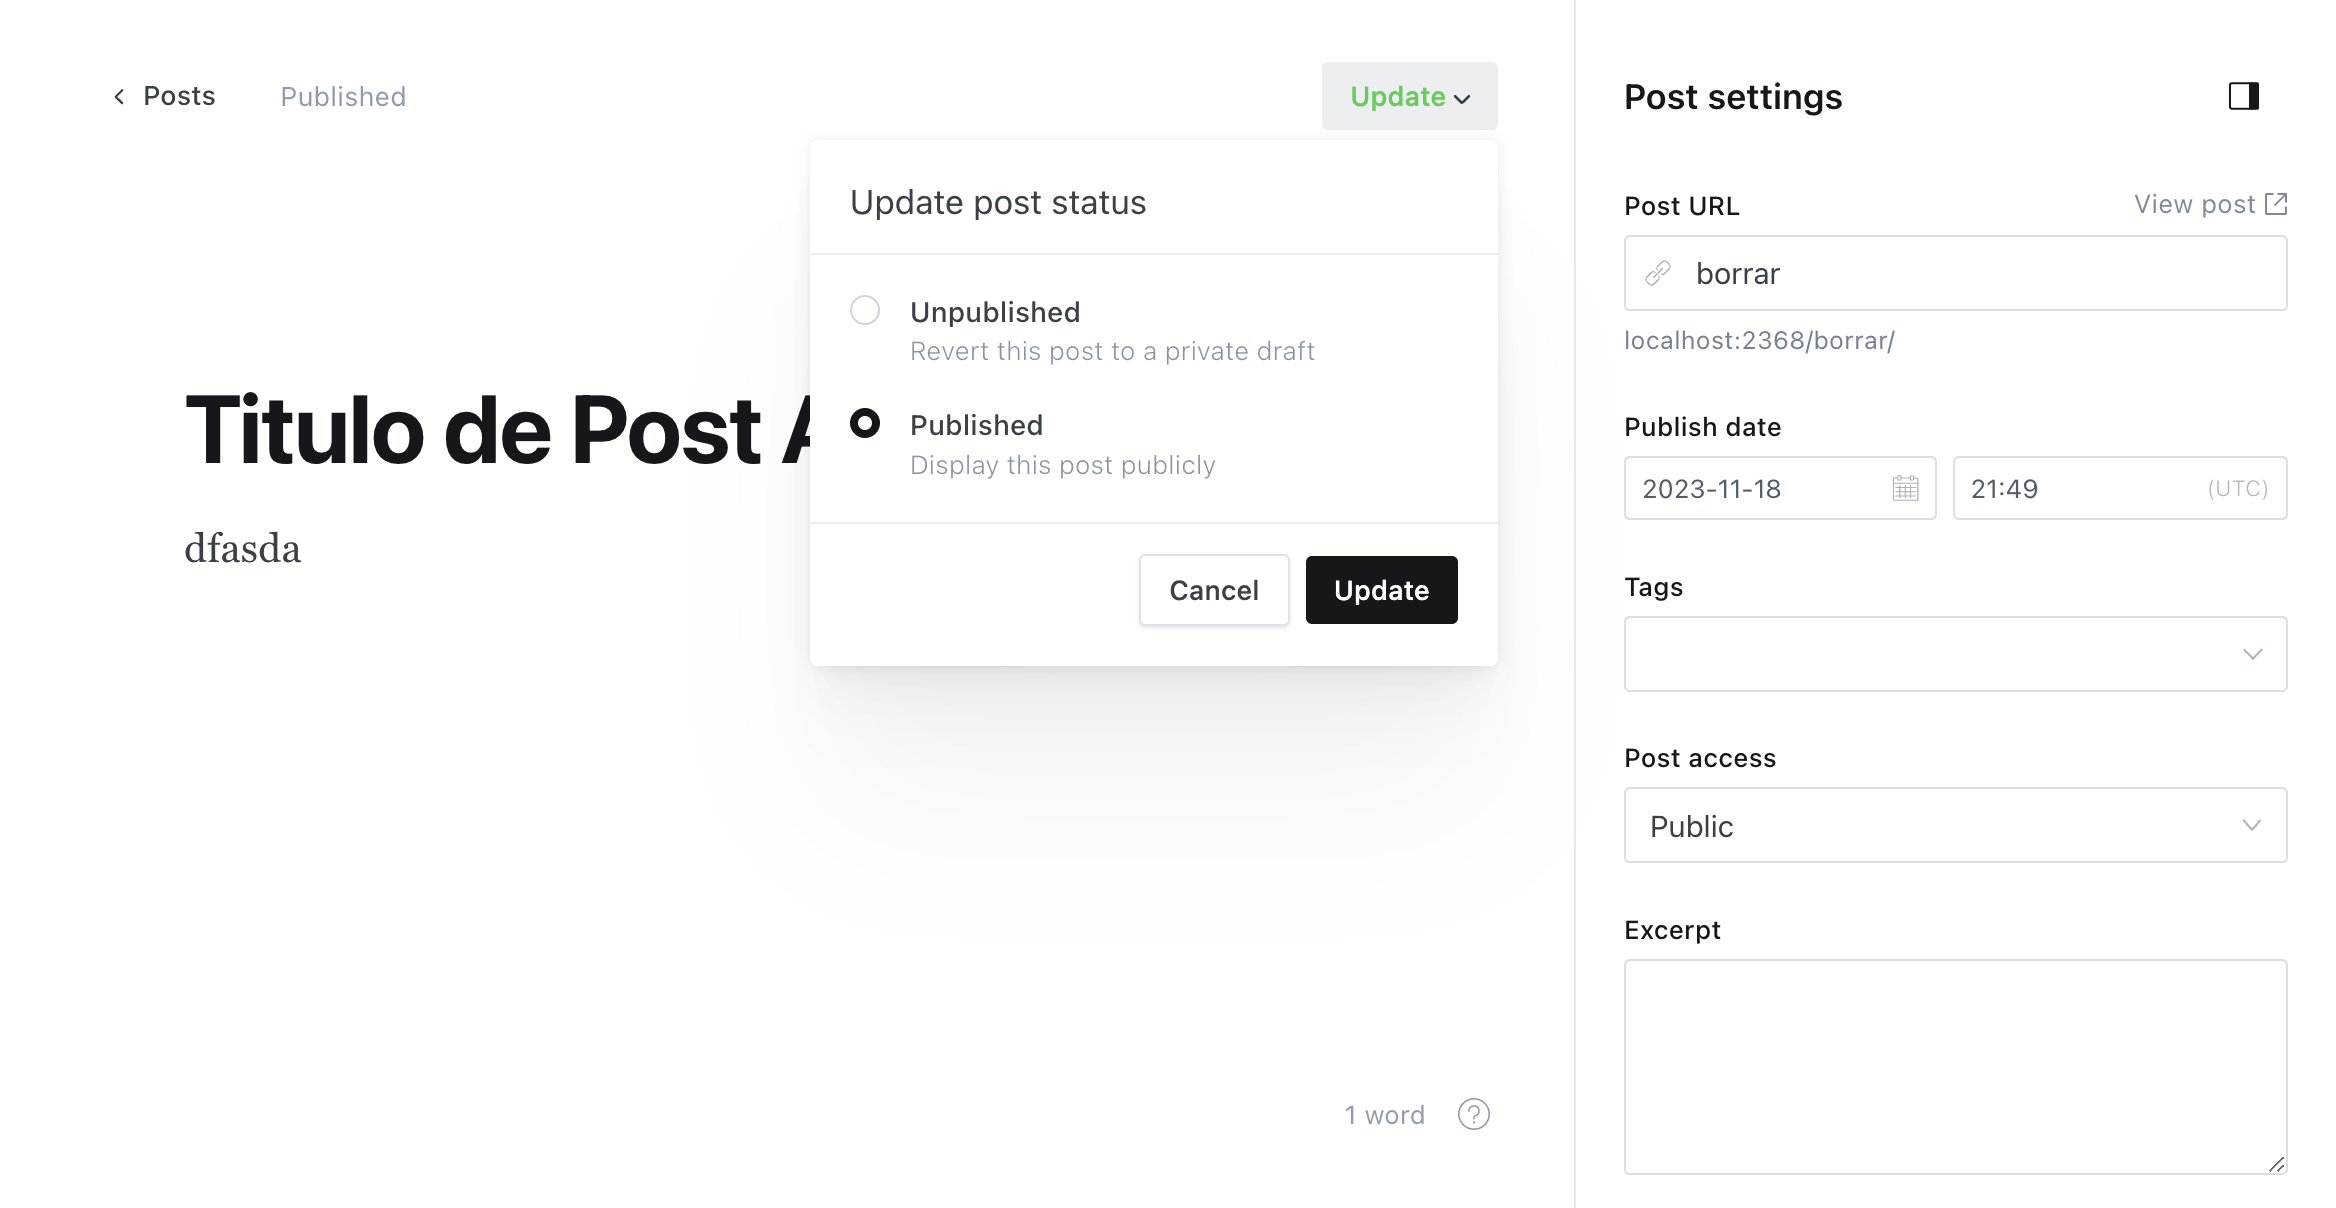 Posts
Published
Update
Update post status
Unpublished
Revert this post to a private draft
Published
Display this post publicly
Cancel
Update
Titulo de Post
dfasda
1 word
Post settings
Post URL
View post
borrar
localhost:2368/borrar/
Publish date
2023-11-18
21:49
(UTC)
Tags
Post access
Public
Excerpt